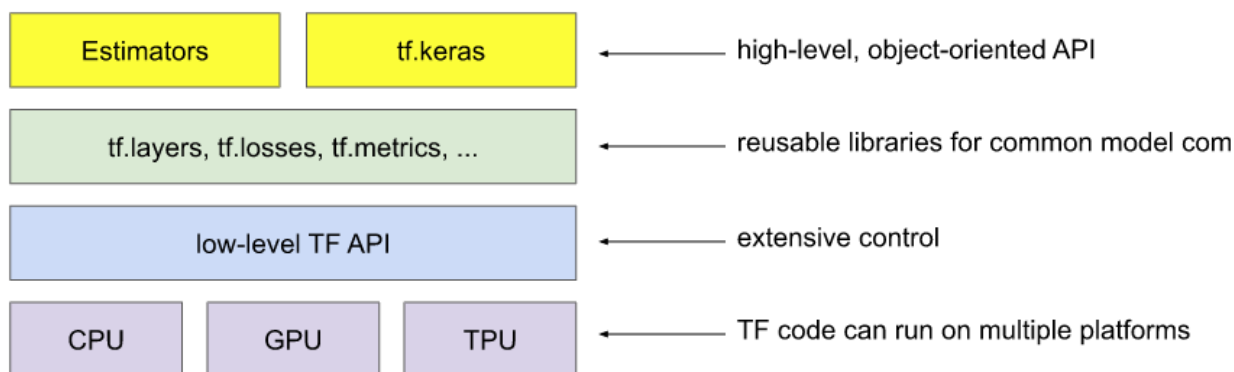 Estimators tf.keras high-level, object-oriented API
tf.layers, tf.losses, tf.metrics, ... reusable libraries for common model com
low-level TF API extensive control
CPU GPU TPU TF code can run on multiple platforms